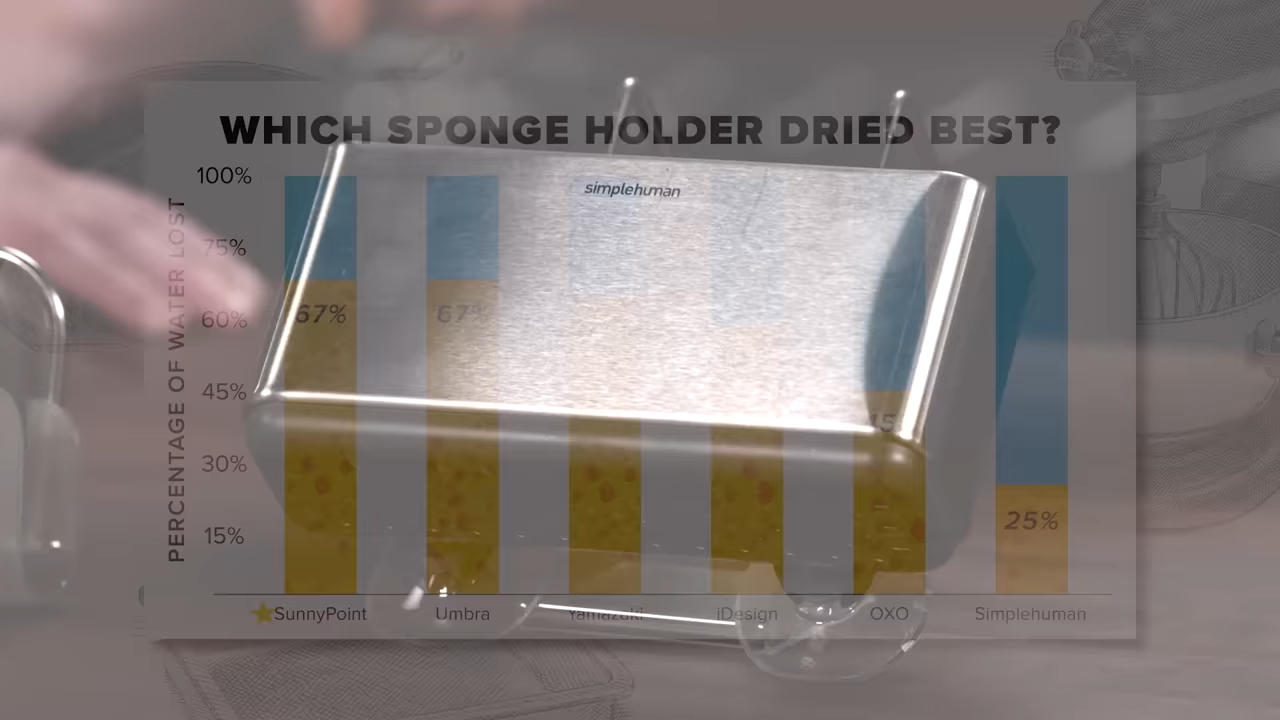 WHICH SPONGE HOLDER DRIED BEST?
simplehuman
PERCENTAGE OF WATER LOST
100%
75%
60%
45%
30%
15%
67%
67%
25%
SunnyPoint
Umbra
Yamazaki
iDesign
OXO
Simplehuman